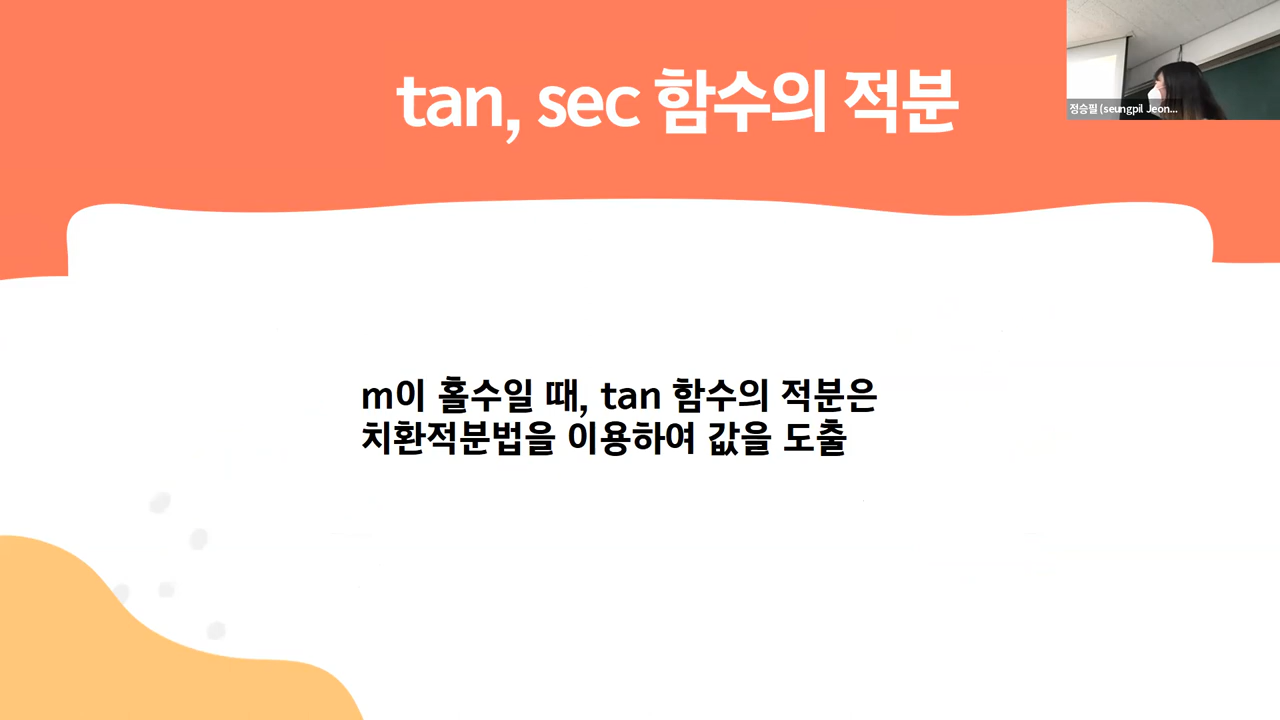 tan, sec 함수의 적분
정승필 (seungpil Jeon...
m이 홀수일 때, tan 함수의 적분은
치환적분법을 이용하여 값을 도출